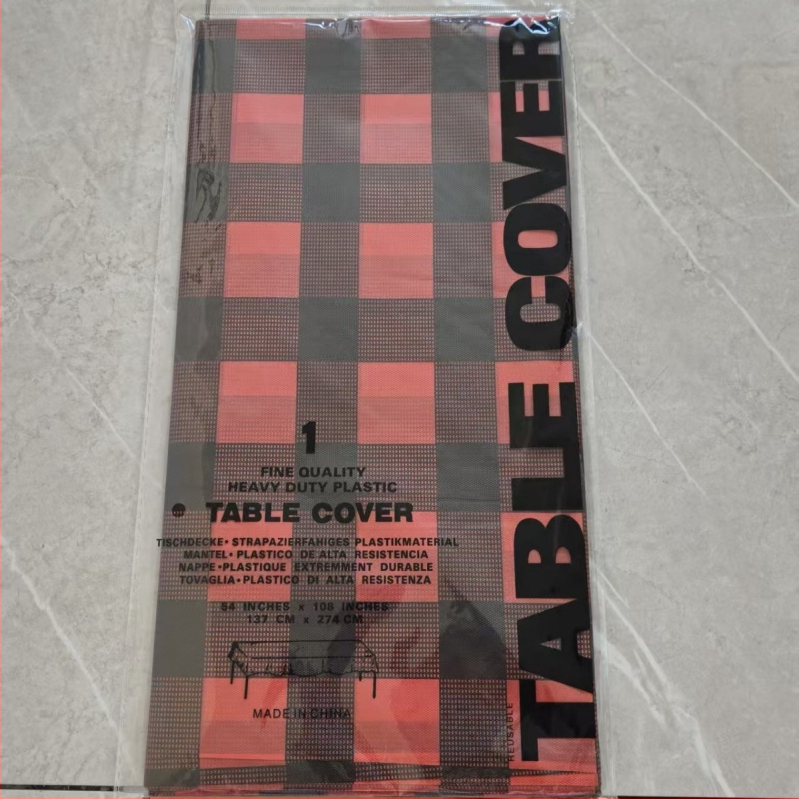 1
FINE QUALITY
HEAVY DUTY PLASTIC
TABLE COVER
TISCHDECKE• STRAPAZIERFAHIGES PLASTIKMATERIAL
MANTEL• PLASTICO DE ALTA RESISTENCIA
NAPPE•PLASTIQUE EXTREMMENT DURABLE
TOVAGLIA•PLASTICO DI ALTA RESISTENZA
54 INCHES x 108 INCHES
137 CM x 274 CM
MADE IN CHINA
REUSABLE
TABLE COVER